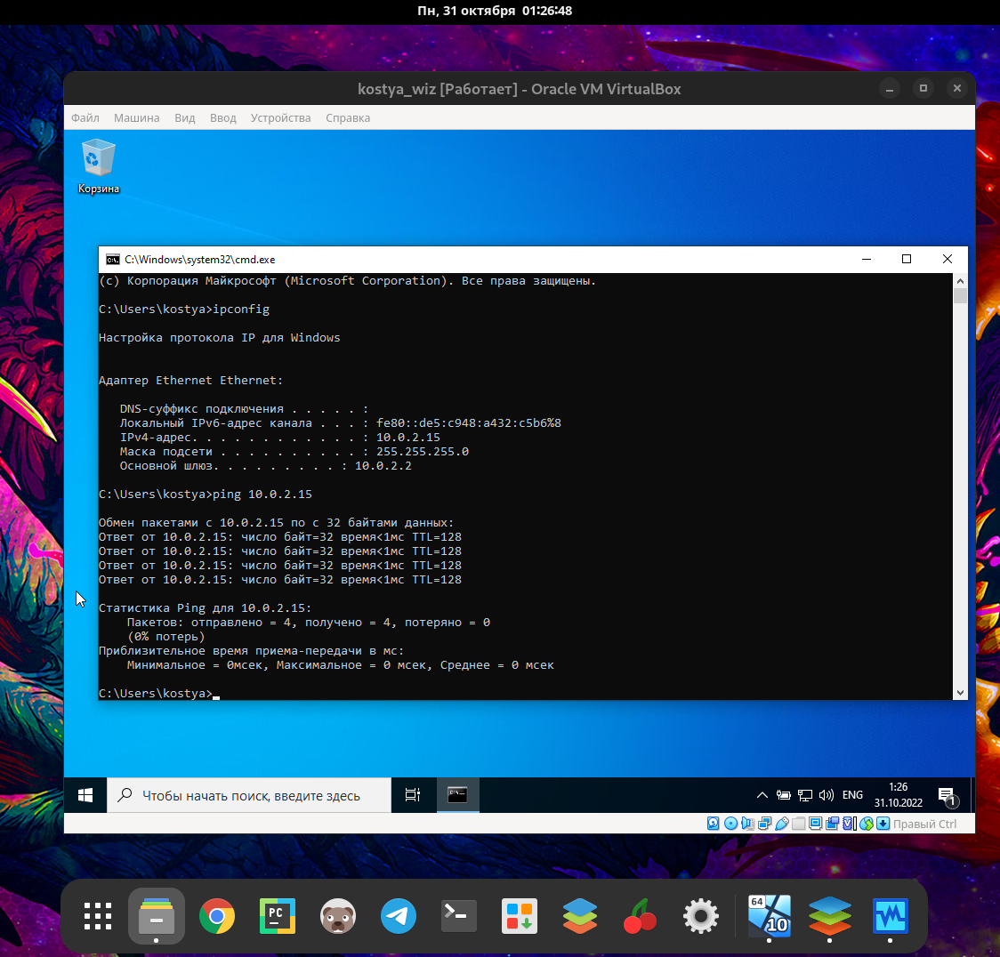 Пн, 31 октября 01:26:48
kostya_wiz [Работает] - Oracle VM VirtualBox
Файл Машина Вид Ввод Устройства Справка
Корзина
C:\Windows\system32\cmd.exe
(c) Корпорация Майкрософт (Microsoft Corporation). Все права защищены.
C:\Users\kostya>ipconfig
Настройка протокола IP для Windows
Адаптер Ethernet Ethernet:
DNS-суффикс подключения . . . . . :
Локальный IPv6-адрес канала . . . : fe80::de5:c948:a432:c5b6%8
IPv4-адрес. . . . . . . . . . . . : 10.0.2.15
Маска подсети . . . . . . . . . . : 255.255.255.0
Основной шлюз. . . . . . . . . : 10.0.2.2
C:\Users\kostya>ping 10.0.2.15
Обмен пакетами с 10.0.2.15 по с 32 байтами данных:
Ответ от 10.0.2.15: число байт=32 время<1мс TTL=128
Ответ от 10.0.2.15: число байт=32 время<1мс TTL=128
Ответ от 10.0.2.15: число байт=32 время<1мс TTL=128
Ответ от 10.0.2.15: число байт=32 время<1мс TTL=128
Статистика Ping для 10.0.2.15:
Пакетов: отправлено = 4, получено = 4, потеряно = 0
(0% потерь)
Приблизительное время приема-передачи в мс:
Минимальное = 0мсек, Максимальное = 0 мсек, Среднее = 0 мсек
C:\Users\kostya>
Чтобы начать поиск, введите здесь
ENG
1:26
31.10.2022
1
Правый Ctrl
PC
64
10